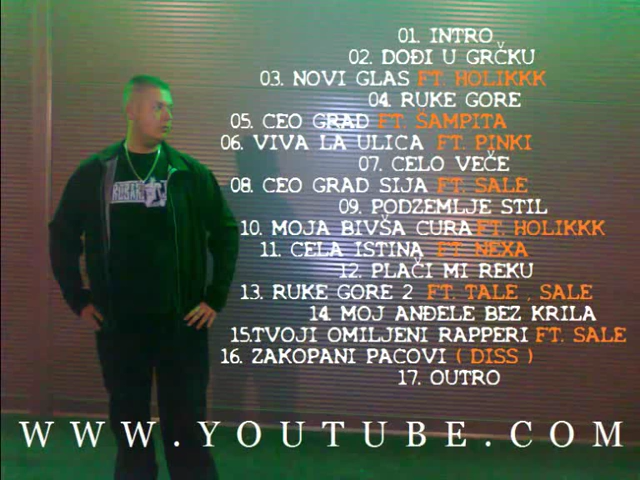 01. INTRO
02. DOĐI U GRČKU
03. NOVI GLAS FT. HOLIKKK
04. RUKE GORE
05. CEO GRAD FT. ŠAMPITA
06. VIVA LA ULICA FT. PINKI
07. CELO VEČE
08. CEO GRAD SIJA FT. SALE
09. PODZEMLJE STIL
10. MOJA BIVŠA CURA FT. HOLIKKK
11. CELA ISTINA FT. NEXA
12. PLAČI MI REKU
13. RUKE GORE 2 FT. TALE , SALE
14. MOJ ANĐELE BEZ KRILA
15.TVOJI OMILJENI RAPPERI FT. SALE
16. ZAKOPANI PACOVI ( DISS )
17. OUTRO
WWW.YOUTUBE.COM